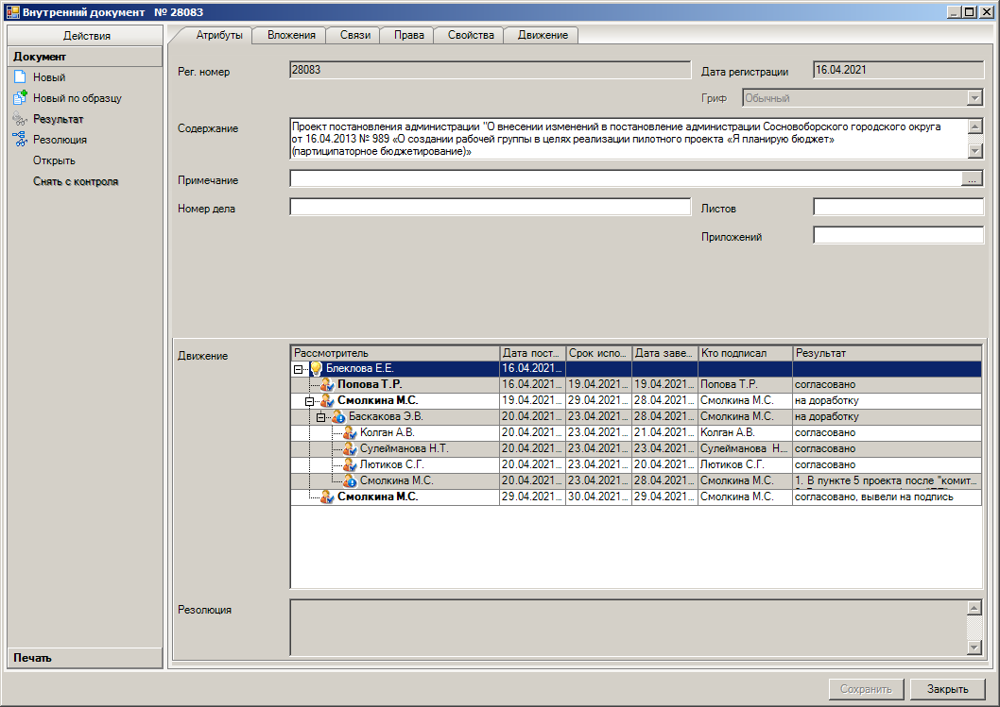 Внутренний документ № 28083
Действия
Документ
Новый
Новый по образцу
Результат
Резолюция
Открыть
Снять с контроля
Печать
Атрибуты Вложения Связи Права Свойства Движение
Рег. номер 28083 Дата регистрации 16.04.2021
Гриф Обычный
Содержание
Проект постановления администрации "О внесении изменений в постановление администрации Сосновоборского городского округа
от 16.04.2013 № 989 «О создании рабочей группы в целях реализации пилотного проекта «Я планирую бюджет»
(партиципаторное бюджетирование)»
Примечание ...
Номер дела Листов
Приложений
Движение
Рассмотритель Дата пост... Срок испо... Дата заве... Кто подписал Результат
Блеклова Е.Е. 16.04.2021...
Попова Т.Р. 16.04.2021... 19.04.2021... 19.04.2021... Попова Т.Р. согласовано
Смолкина М.С. 19.04.2021... 29.04.2021... 28.04.2021... Смолкина М.С. на доработку
Баскакова Э.В. 20.04.2021... 23.04.2021... 28.04.2021... Смолкина М.С. на доработку
Колган А.В. 20.04.2021... 23.04.2021... 21.04.2021... Колган А.В. согласовано
Сулейманова Н.Т. 20.04.2021... 23.04.2021... 23.04.2021... Сулейманова Н... согласовано
Лютиков С.Г. 20.04.2021... 23.04.2021... 20.04.2021... Лютиков С.Г. согласовано
Смолкина М.С. 20.04.2021... 23.04.2021... 28.04.2021... Смолкина М.С. 1. В пункте 5 проекта после "комит...
Смолкина М.С. 29.04.2021... 30.04.2021... 29.04.2021... Смолкина М.С. согласовано, вывели на подпись
Резолюция
Сохранить Закрыть